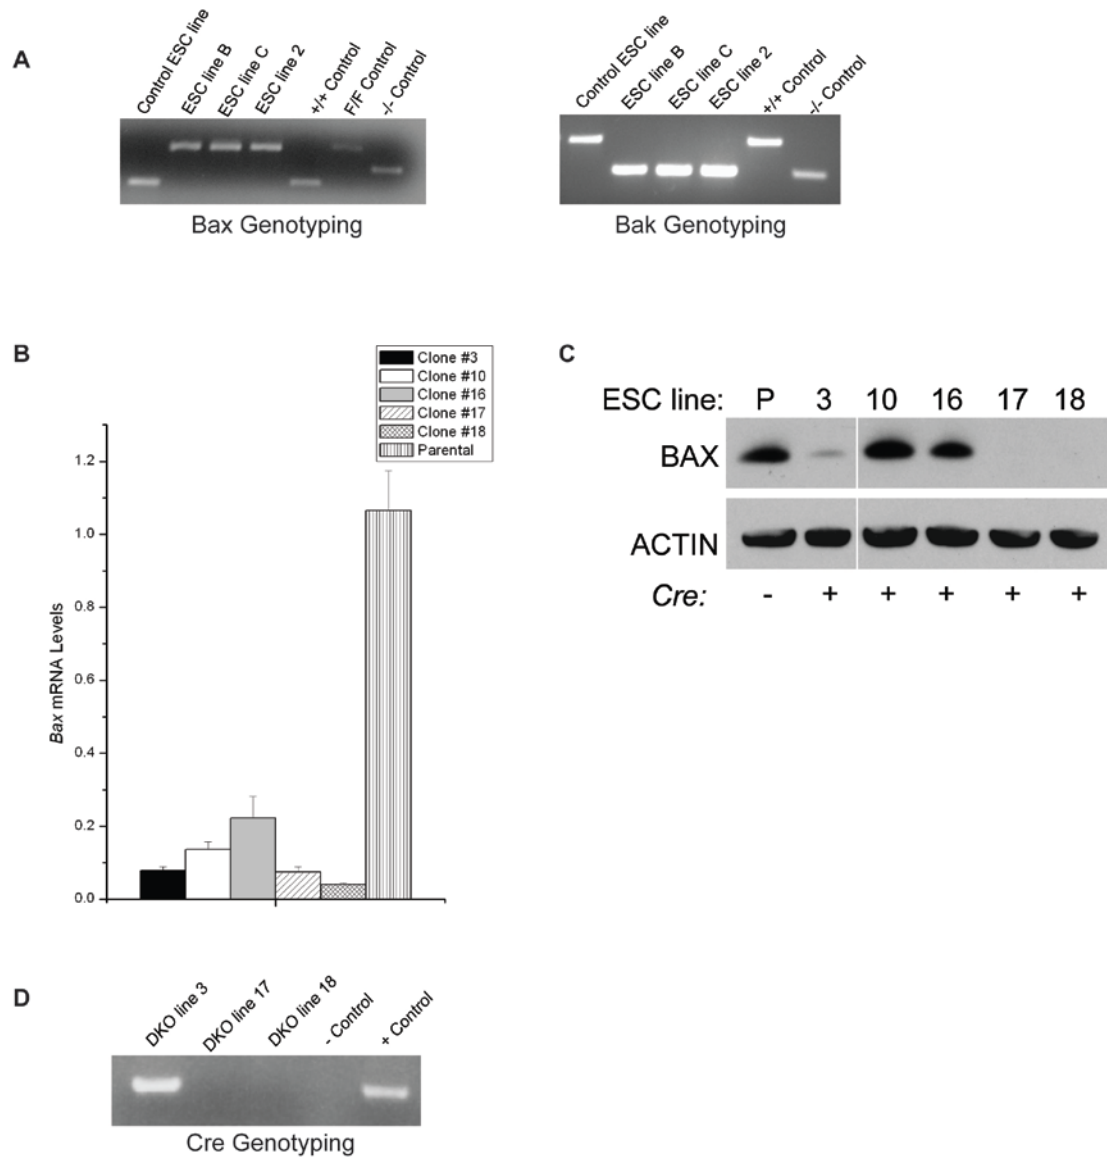 A
Control ESC line
ESC line B
ESC line C
ESC line 2
+/+ Control
F/F Control
-/- Control
Bax Genotyping
Control ESC line
ESC line B
ESC line C
ESC line 2
+/+ Control
-/- Control
Bak Genotyping
B
Clone #3
Clone #10
Clone #16
Clone #17
Clone #18
Parental
Bax mRNA Levels
1.2
1.0
0.8
0.6
0.4
0.2
0.0
C
ESC line: P 3 10 16 17 18
BAX
ACTIN
Cre: - + + + + +
D
DKO line 3
DKO line 17
DKO line 18
- Control
+ Control
Cre Genotyping